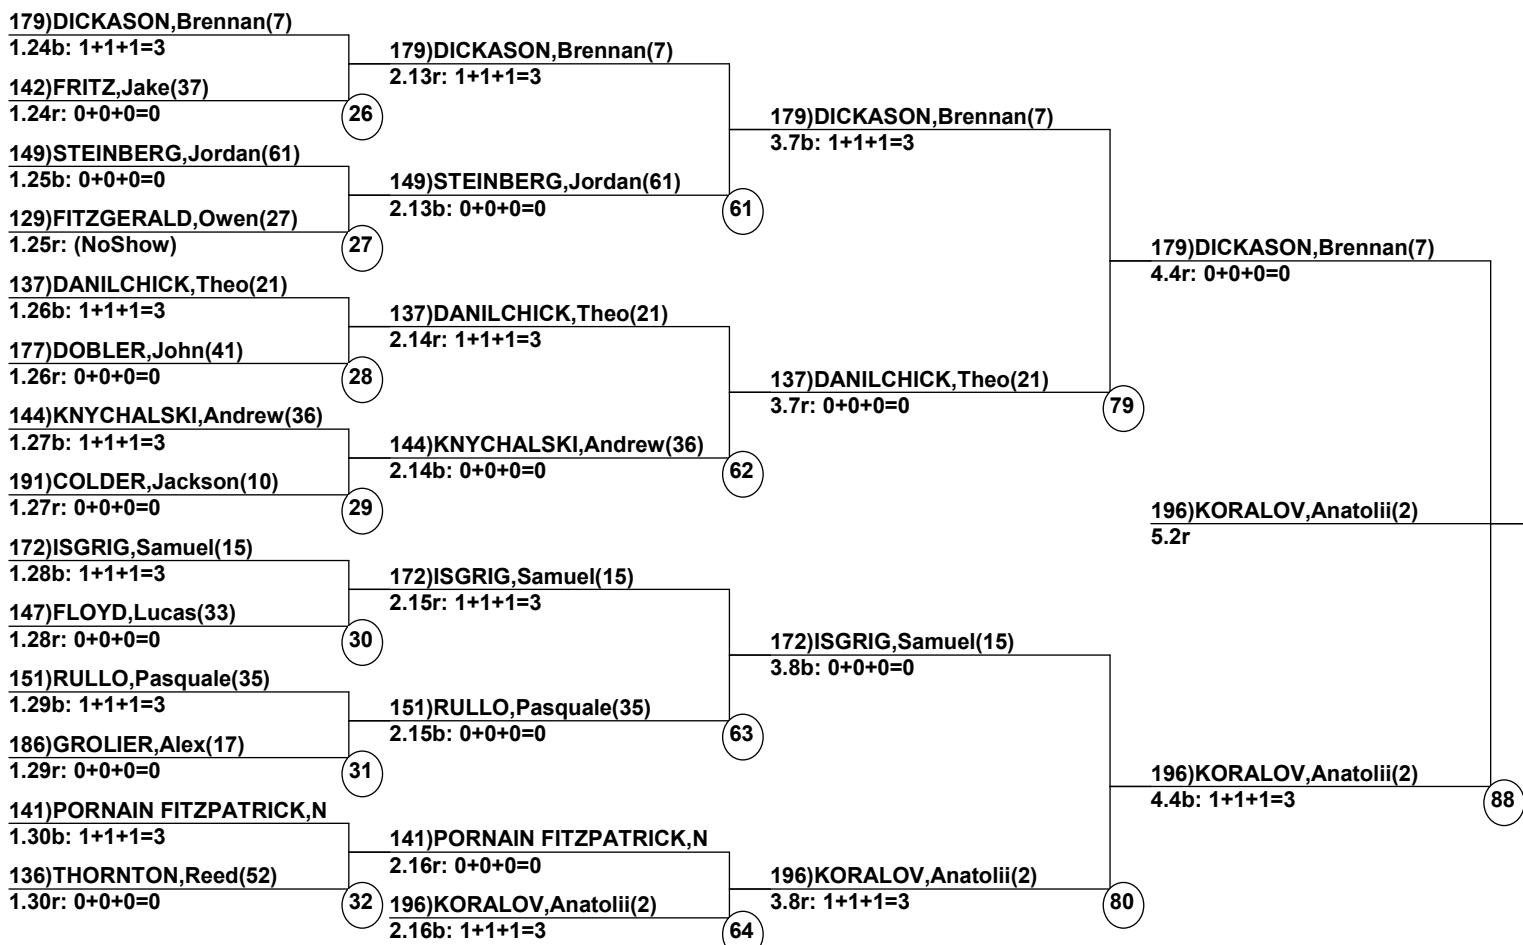 179)DICKASON,Brennan(7)
1.24b: 1+1+1=3
142)FRITZ,Jake(37)
1.24r: 0+0+0=0
26
149)STEINBERG,Jordan(61)
1.25b: 0+0+0=0
129)FITZGERALD,Owen(27)
1.25r: (NoShow)
27
137)DANILCHICK,Theo(21)
1.26b: 1+1+1=3
177)DOBLER,John(41)
1.26r: 0+0+0=0
28
144)KNYCHALSKI,Andrew(36)
1.27b: 1+1+1=3
191)COLDER,Jackson(10)
1.27r: 0+0+0=0
29
172)ISGRIG,Samuel(15)
1.28b: 1+1+1=3
147)FLOYD,Lucas(33)
1.28r: 0+0+0=0
30
151)RULLO,Pasquale(35)
1.29b: 1+1+1=3
186)GROLIER,Alex(17)
1.29r: 0+0+0=0
31
141)PORNAIN FITZPATRICK,N
1.30b: 1+1+1=3
136)THORNTON,Reed(52)
1.30r: 0+0+0=0
32
179)DICKASON,Brennan(7)
2.13r: 1+1+1=3
149)STEINBERG,Jordan(61)
2.13b: 0+0+0=0
61
137)DANILCHICK,Theo(21)
2.14r: 1+1+1=3
144)KNYCHALSKI,Andrew(36)
2.14b: 0+0+0=0
62
172)ISGRIG,Samuel(15)
2.15r: 1+1+1=3
151)RULLO,Pasquale(35)
2.15b: 0+0+0=0
63
141)PORNAIN FITZPATRICK,N
2.16r: 0+0+0=0
196)KORALOV,Anatolii(2)
2.16b: 1+1+1=3
64
179)DICKASON,Brennan(7)
3.7b: 1+1+1=3
137)DANILCHICK,Theo(21)
3.7r: 0+0+0=0
79
172)ISGRIG,Samuel(15)
3.8b: 0+0+0=0
196)KORALOV,Anatolii(2)
3.8r: 1+1+1=3
80
179)DICKASON,Brennan(7)
4.4r: 0+0+0=0
196)KORALOV,Anatolii(2)
4.4b: 1+1+1=3
88
196)KORALOV,Anatolii(2)
5.2r